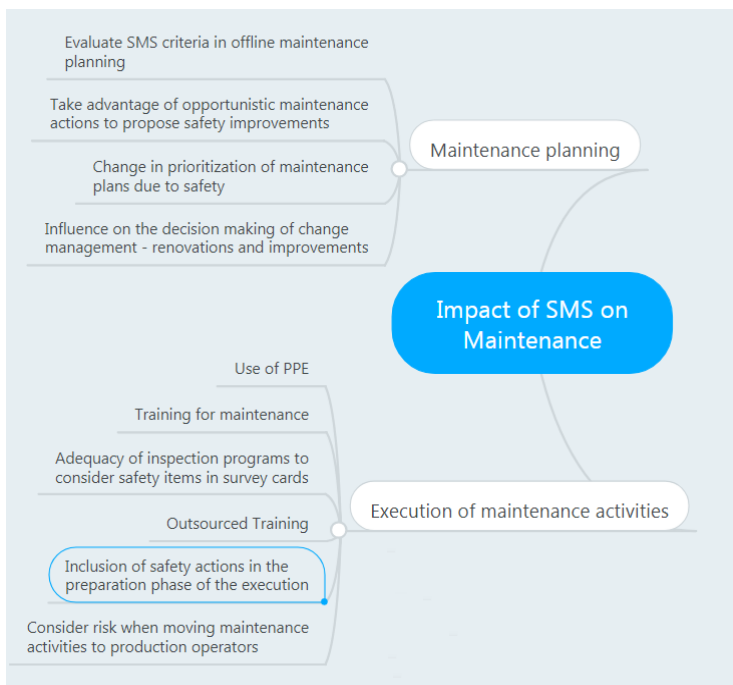 Evaluate SMS criteria in offline maintenance
planning
Take advantage of opportunistic maintenance
actions to propose safety improvements
Maintenance planning
Change in prioritization of maintenance
plans due to safety
Influence on the decision making of change
management - renovations and improvements
Impact of SMS on
Maintenance
Use of PPE
Training for maintenance
Adequacy of inspection programs to
consider safety items in survey cards
Execution of maintenance activities
Outsourced Training
Inclusion of safety actions in the
preparation phase of the execution
Consider risk when moving maintenance
activities to production operators